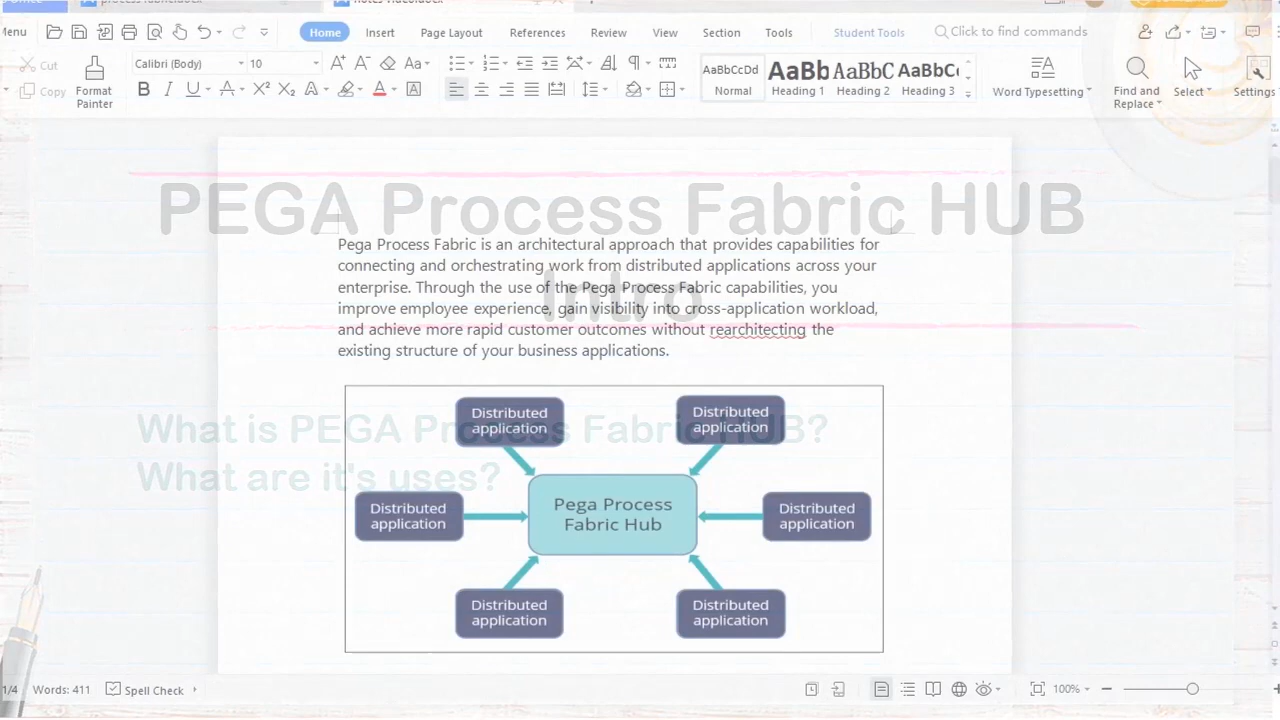 Menu
Home Insert Page Layout References Review View Section Tools Student Tools Click to find commands
Cut Copy Format Painter
Calibri (Body) 10
AaBbCcDd AaBb AaBbC AaBbC
Normal Heading 1 Heading 2 Heading 3
Word Typesetting Find and Replace Select Settings
PEGA Process Fabric HUB
Intro
Pega Process Fabric is an architectural approach that provides capabilities for
connecting and orchestrating work from distributed applications across your
enterprise. Through the use of the Pega Process Fabric capabilities, you
improve employee experience, gain visibility into cross-application workload,
and achieve more rapid customer outcomes without rearchitecting the
existing structure of your business applications.
What is PEGA Process Fabric HUB?
What are it's uses?
Distributed
application
Distributed
application
Distributed
application
Pega Process
Fabric Hub
Distributed
application
Distributed
application
Distributed
application
1/4 Words: 411 Spell Check 100%